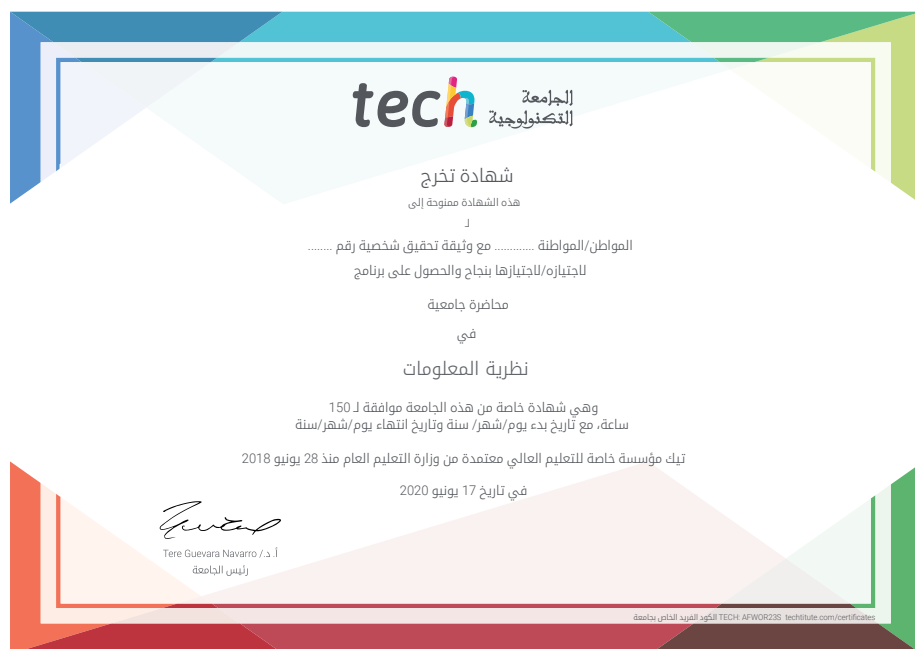 tech الجامعة
التكنولوجية
شهادة تخرج
هذه الشهادة ممنوحة إلى
لـ
المواطن/المواطنة ............ مع وثيقة تحقيق شخصية رقم ........
لاجتيازه/لاجتيازها بنجاح والحصول على برنامج
محاضرة جامعية
في
نظرية المعلومات
وهي شهادة خاصة من هذه الجامعة موافقة لـ 150
ساعة، مع تاريخ بدء يوم/شهر/ سنة وتاريخ انتهاء يوم/شهر/سنة
تيك مؤسسة خاصة للتعليم العالي معتمدة من وزارة التعليم العام منذ 28 يونيو 2018
في تاريخ 17 يونيو 2020
أ. د./ Tere Guevara Navarro
رئيس الجامعة
الكود الفريد الخاص بجامعة TECH: AFWOR23S techtitute.com/certificates